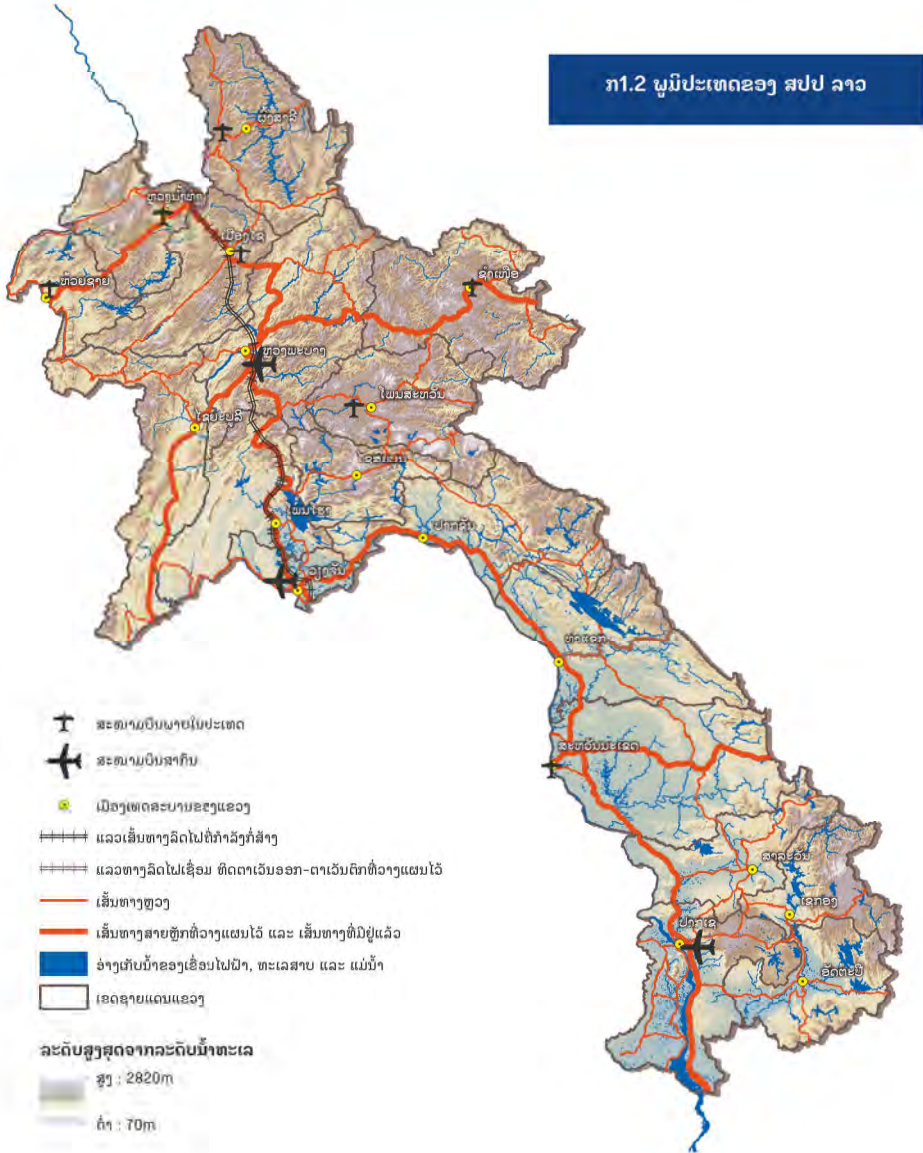 ກ1.2 ພູມິປະເທດຂອງ ສປປ ລາວ
ຜົ້ງສາລີ
ຫຼວງນໍ້າທາ
ເມືອງໄຊ
ຫ້ວຍຊາຍ
ຊໍາເໜືອ
ຫຼວງພະບາງ
ໂພນສະຫວັນ
ໄຊຍະບູລີ
ໂພນໂຮງ
ປາກຊັນ
ວຽງຈັນ
ທ່າແຂກ
ສະຫວັນນະເຂດ
ສາລະວັນ
ເຊກອງ
ປາກເຊ
ອັດຕະປື
ສະໜາມບິນພາຍໃນປະເທດ
ສະໜາມບິນສາກົນ
ເມືອງເທດສະບານຂອງແຂວງ
ແລວເສັ້ນທາງລົດໄຟທີ່ກໍາລັງກໍ່ສ້າງ
ແລວທາງລົດໄຟເຊື່ອມ ທິດຕາເວັນອອກ-ຕາເວັນຕົກທີ່ວາງແຜນໄວ້
ເສັ້ນທາງຫຼວງ
ເສັ້ນທາງສາຍຫຼັກທີ່ວາງແຜນໄວ້ ແລະ ເສັ້ນທາງທີ່ມີຢູ່ແລ້ວ
ອ່າງເກັບນໍ້າຂອງເຂື່ອນໄຟຟ້າ, ທະເລສາບ ແລະ ແມ່ນໍ້າ
ເຂດຊາຍແດນແຂວງ
ລະດັບສູງສຸດຈາກລະດັບນໍ້າທະເລ
ສູງ : 2820m
ຕໍ່າ : 70m